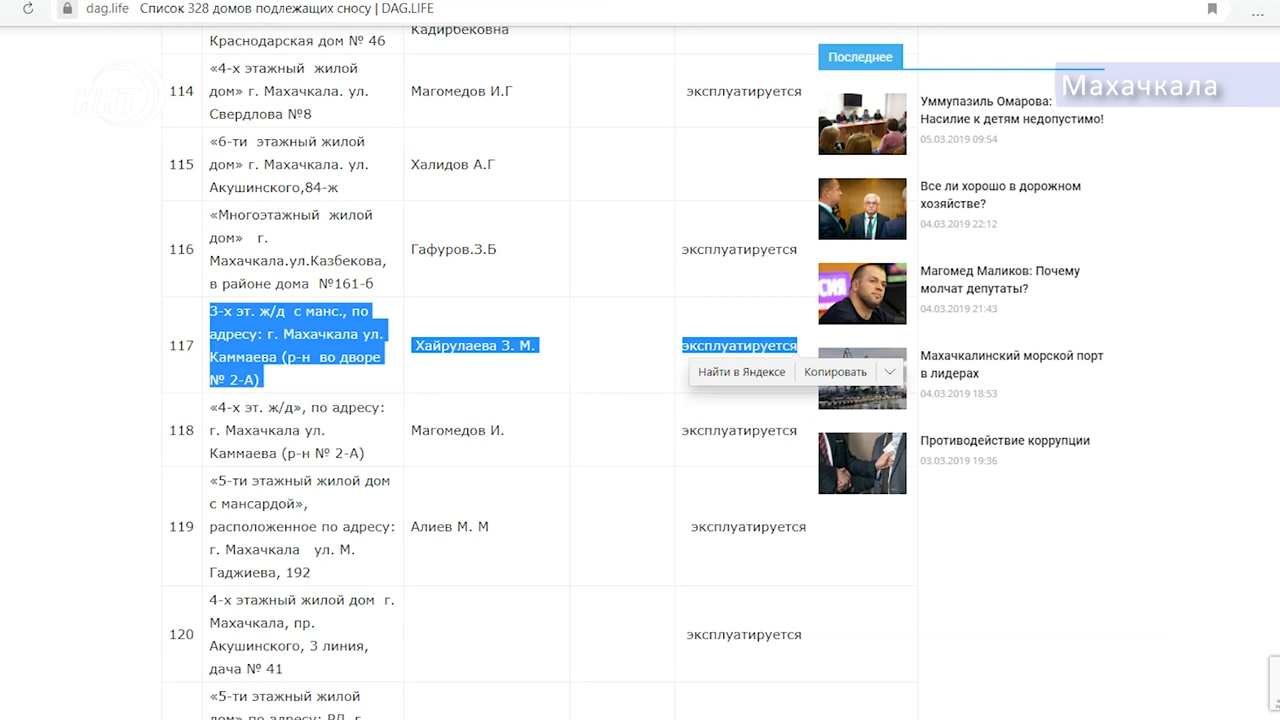 dag.life Список 328 домов подлежащих сносу | DAG.LIFE
Краснодарская дом № 46
Кадирбековна
114
«4-х этажный жилой
дом» г. Махачкала. ул.
Свердлова №8
Магомедов И.Г
эксплуатируется
115
«6-ти этажный жилой
дом» г. Махачкала. ул.
Акушинского,84-ж
Халидов А.Г
116
«Многоэтажный жилой
дом» г.
Махачкала.ул.Казбекова,
в районе дома №161-б
Гафуров.З.Б
эксплуатируется
117
3-х эт. ж/д с манс., по
адресу: г. Махачкала ул.
Каммаева (р-н во дворе
№ 2-А)
Хайрулаева З. М.
эксплуатируется
Найти в Яндексе
Копировать
118
«4-х эт. ж/д», по адресу:
г. Махачкала ул.
Каммаева (р-н № 2-А)
Магомедов И.
эксплуатируется
119
«5-ти этажный жилой дом
с мансардой»,
расположенное по адресу:
г. Махачкала ул. М.
Гаджиева, 192
Алиев М. М
эксплуатируется
120
4-х этажный жилой дом г.
Махачкала, пр.
Акушинского, 3 линия,
дача № 41
эксплуатируется
«5-ти этажный жилой
дом» по адресу: РД, г.
Последнее
Махачкала
Уммупазиль Омарова:
Насилие к детям недопустимо!
05.03.2019 09:54
Все ли хорошо в дорожном
хозяйстве?
04.03.2019 22:12
Магомед Маликов: Почему
молчат депутаты?
04.03.2019 21:43
Махачкалинский морской порт
в лидерах
04.03.2019 18:53
Противодействие коррупции
03.03.2019 19:36
ННТ